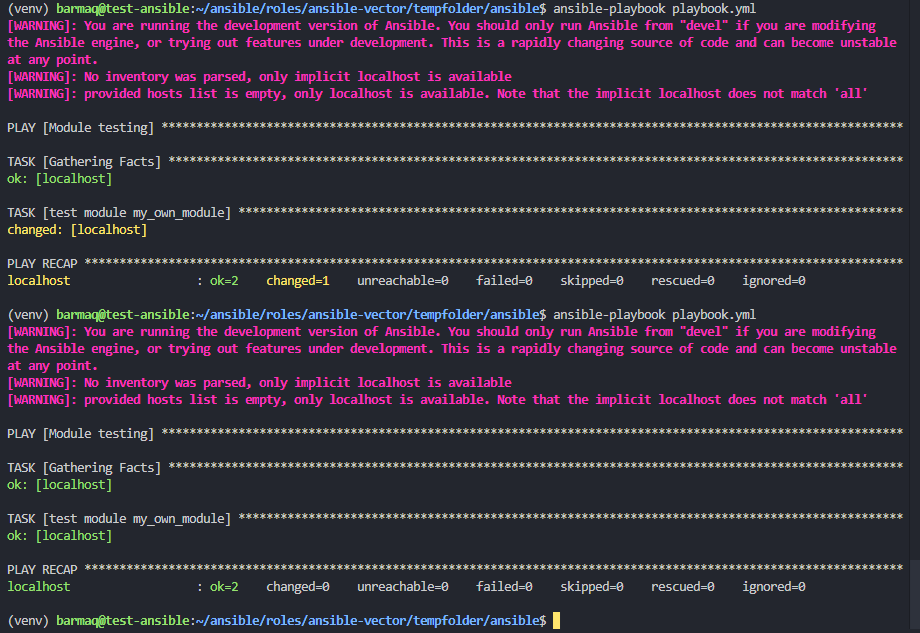 (venv) barmaq@test-ansible:~/ansible/roles/ansible-vector/tempfolder/ansible$ ansible-playbook playbook.yml
[WARNING]: You are running the development version of Ansible. You should only run Ansible from "devel" if you are modifying
the Ansible engine, or trying out features under development. This is a rapidly changing source of code and can become unstable
at any point.
[WARNING]: No inventory was parsed, only implicit localhost is available
[WARNING]: provided hosts list is empty, only localhost is available. Note that the implicit localhost does not match 'all'
PLAY [Module testing] **********************************************************************************************************
TASK [Gathering Facts] *********************************************************************************************************
ok: [localhost]
TASK [test module my_own_module] ***********************************************************************************************
changed: [localhost]
PLAY RECAP *********************************************************************************************************************
localhost                  : ok=2    changed=1    unreachable=0    failed=0    skipped=0    rescued=0    ignored=0
(venv) barmaq@test-ansible:~/ansible/roles/ansible-vector/tempfolder/ansible$ ansible-playbook playbook.yml
[WARNING]: You are running the development version of Ansible. You should only run Ansible from "devel" if you are modifying
the Ansible engine, or trying out features under development. This is a rapidly changing source of code and can become unstable
at any point.
[WARNING]: No inventory was parsed, only implicit localhost is available
[WARNING]: provided hosts list is empty, only localhost is available. Note that the implicit localhost does not match 'all'
PLAY [Module testing] **********************************************************************************************************
TASK [Gathering Facts] *********************************************************************************************************
ok: [localhost]
TASK [test module my_own_module] ***********************************************************************************************
ok: [localhost]
PLAY RECAP *********************************************************************************************************************
localhost                  : ok=2    changed=0    unreachable=0    failed=0    skipped=0    rescued=0    ignored=0
(venv) barmaq@test-ansible:~/ansible/roles/ansible-vector/tempfolder/ansible$